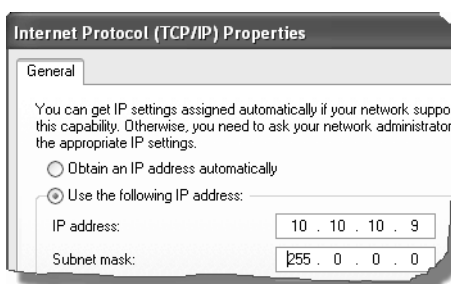 Internet Protocol (TCP/IP) Properties
General
You can get IP settings assigned automatically if your network
this capability. Otherwise, you need to ask your network administrator
the appropriate IP settings.
Obtain an IP address automatically
Use the following IP address:
IP address: 10 . 10 . 10 . 9
Subnet mask: 255 . 0 . 0 . 0